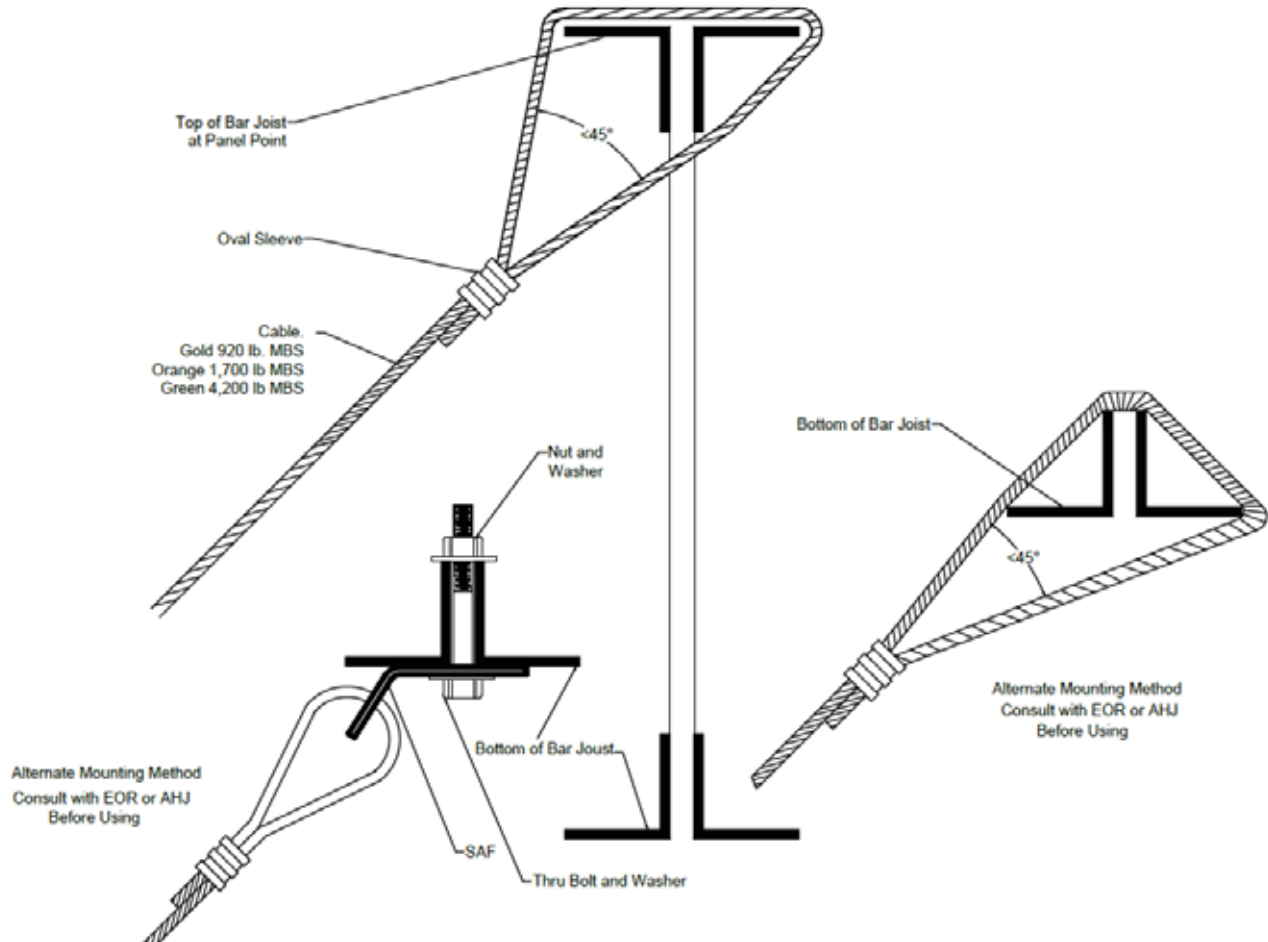 Top of Bar Joist
at Panel Point
<45°
Oval Sleeve
Cable.
Gold 920 lb. MBS
Orange 1,700 lb MBS
Green 4,200 lb MBS
Nut and
Washer
Bottom of Bar Joist
<45°
Alternate Mounting Method
Consult with EOR or AHJ
Before Using
Bottom of Bar Joust
Alternate Mounting Method
Consult with EOR or AHJ
Before Using
SAF
Thru Bolt and Washer